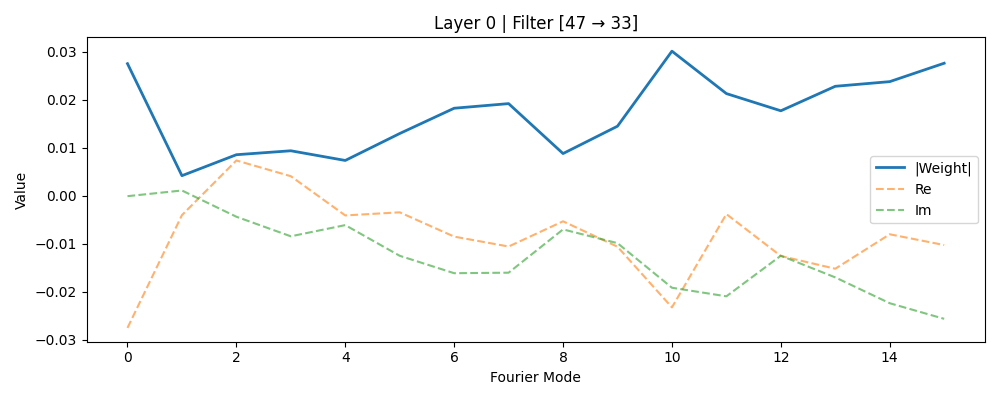 Layer 0 | Filter [47 → 33]
Value
0.03
0.02
0.01
0.00
−0.01
−0.02
−0.03
|Weight|
Re
Im
0 2 4 6 8 10 12 14
Fourier Mode